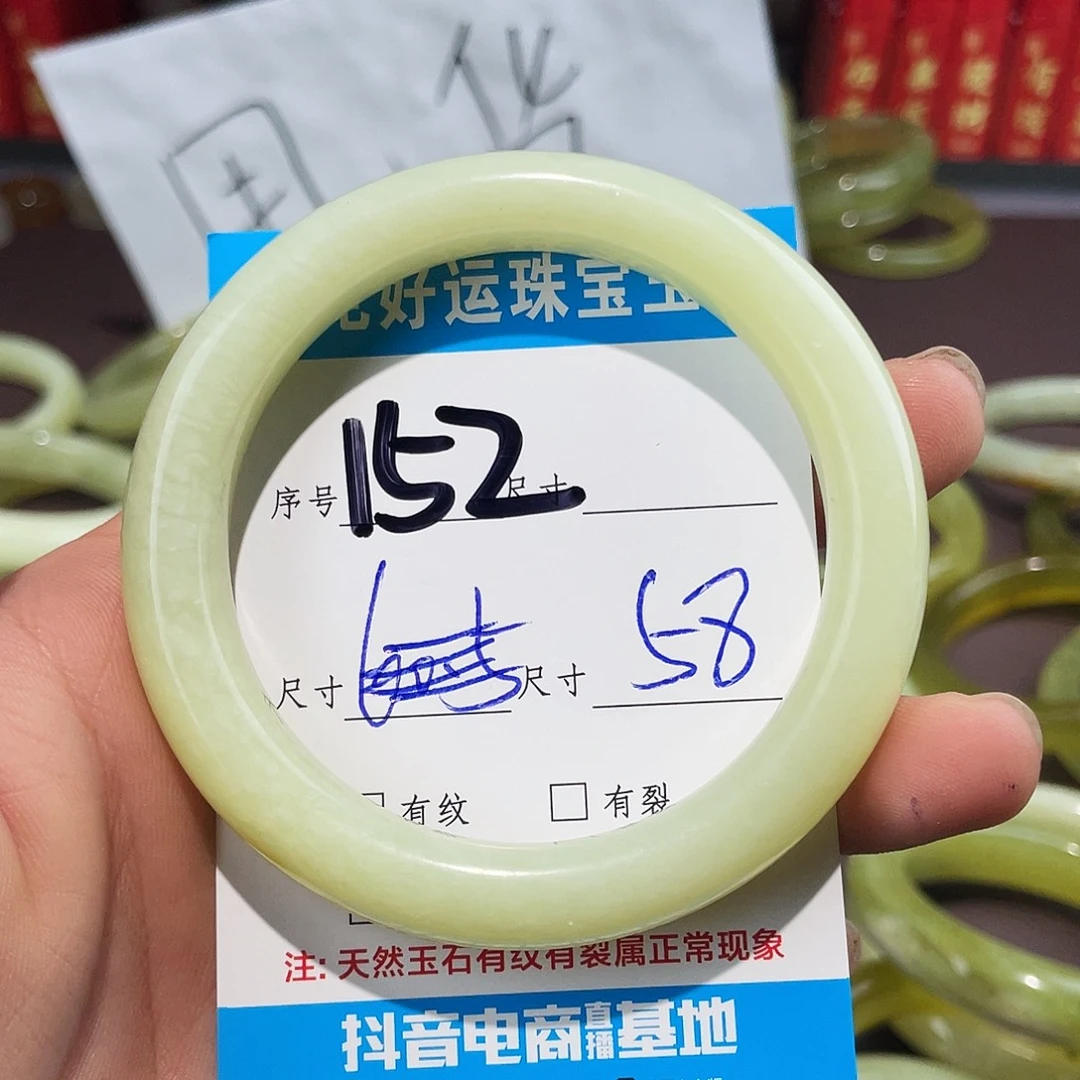 好运珠宝玉
序号 152 尺寸
尺寸 尺寸 58
□ 有纹 □ 有裂
注: 天然玉石有纹有裂属正常现象
抖音电商直播基地